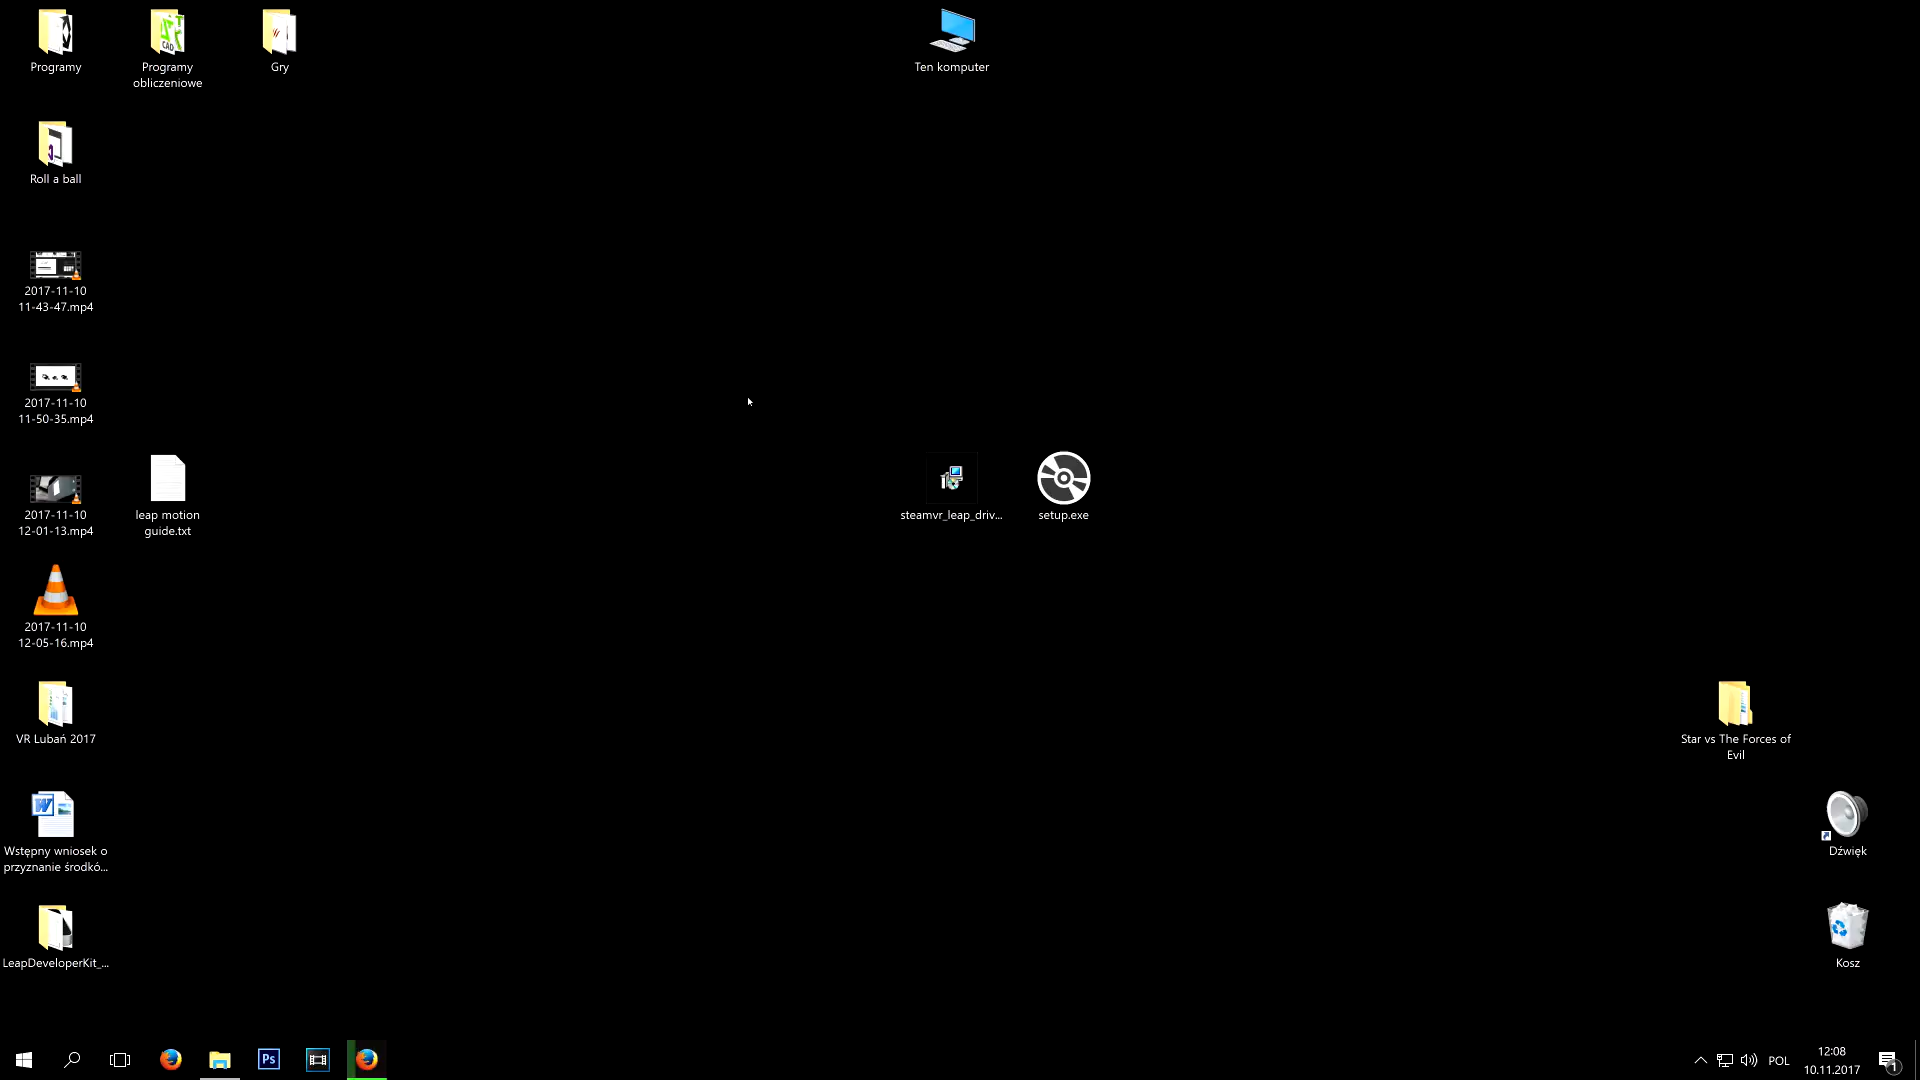 Programy
Programy
obliczeniowe
Gry
Ten komputer
Roll a ball
2017-11-10
11-43-47.mp4
2017-11-10
11-50-35.mp4
2017-11-10
12-01-13.mp4
leap motion
guide.txt
steamvr_leap_driv...
setup.exe
2017-11-10
12-05-16.mp4
VR Lubań 2017
Star vs The Forces of
Evil
Wstępny wniosek o
przyznanie środkó...
Dźwięk
LeapDeveloperKit_...
Kosz
Ps
POL
12:08
10.11.2017
1
CAD
W